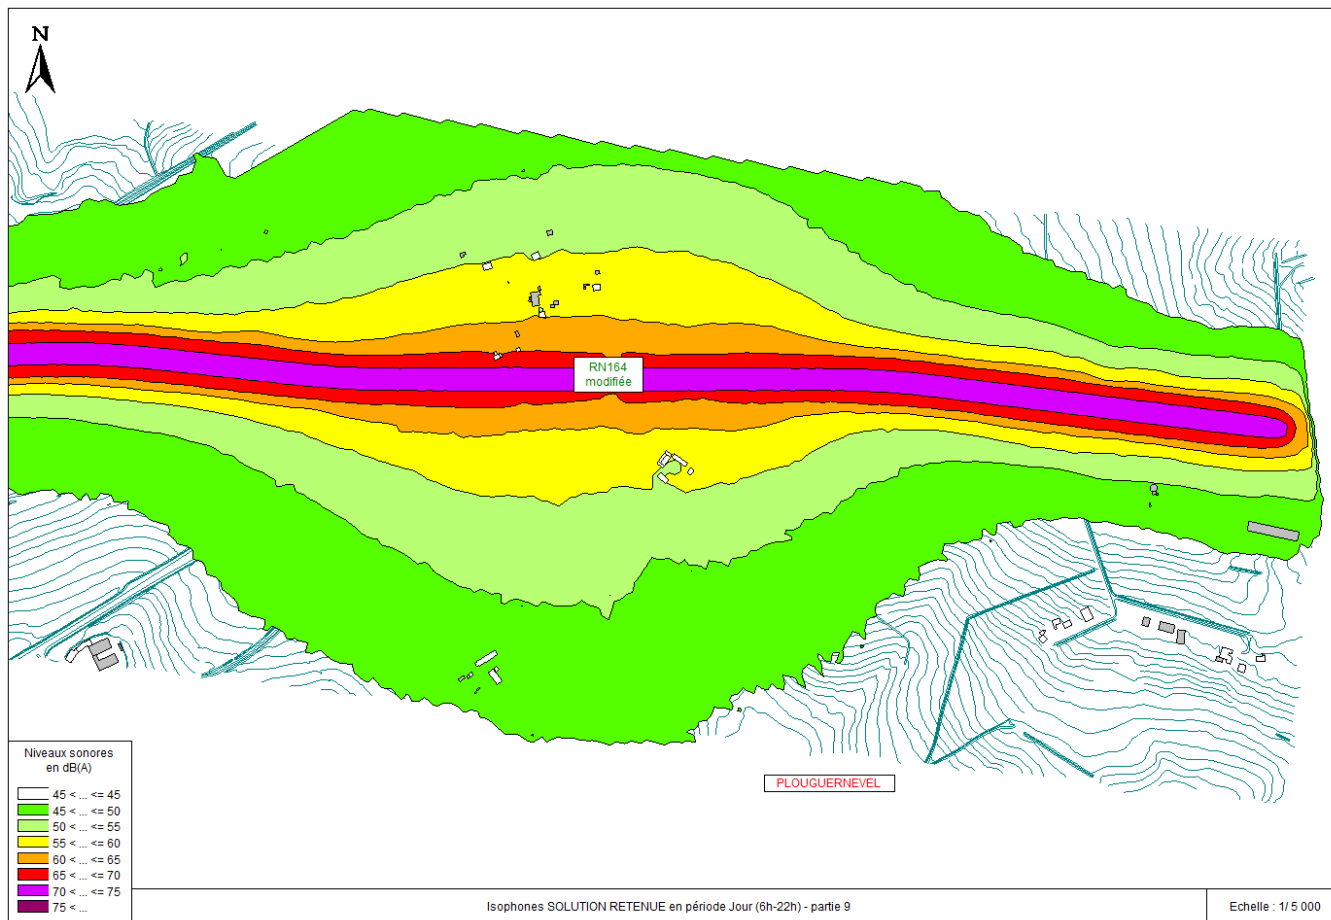 N
RN164
modifiée
PLOUGUERNEVEL
Niveaux sonores
en dB(A)
45 < ... <= 45
45 < ... <= 50
50 < ... <= 55
55 < ... <= 60
60 < ... <= 65
65 < ... <= 70
70 < ... <= 75
75 < ...
Isophones SOLUTION RETENUE en période Jour (6h-22h) - partie 9
Echelle : 1/ 5 000